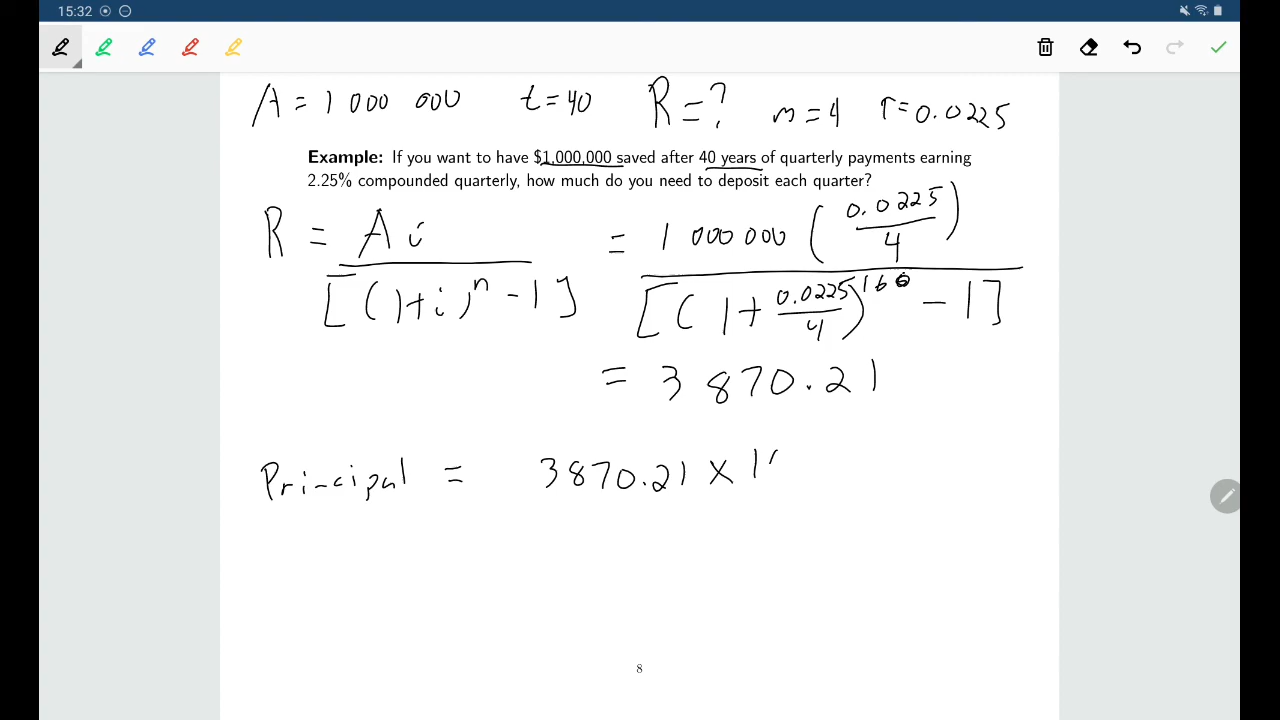 15:32
A = 1 000 000 t = 40 R = ? m = 4 r = 0.0225
Example: If you want to have $1,000,000 saved after 40 years of quarterly payments earning
2.25% compounded quarterly, how much do you need to deposit each quarter?
R = A i / [(1+i)^n - 1] = 1 000 000 (0.0225/4) / [(1 + 0.0225/4)^160 - 1]
= 3 870.21
Principal = 3870.21 × 1
8